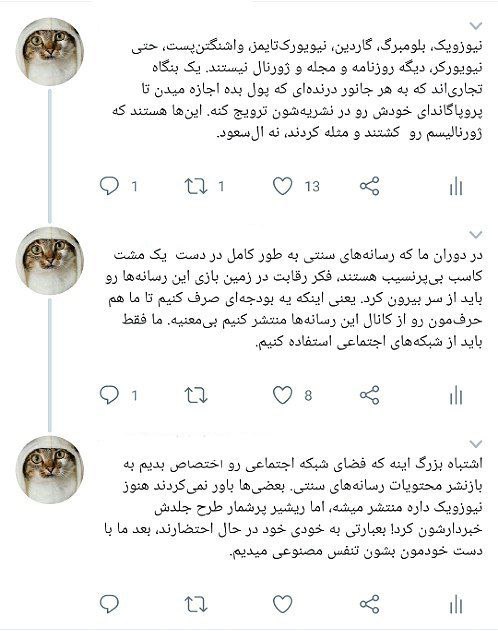 نیوزویک، بلومبرگ، گاردین، نیویورک‌تایمز، واشنگتن‌پست، حتی
نیویورکر، دیگه روزنامه و مجله و ژورنال نیستند. یک بنگاه
تجاری‌اند که به هر جانور درنده‌ای که پول بده اجازه میدن تا
پروپاگاندای خودش رو در نشریه‌شون ترویج کنه. این‌ها هستند که
ژورنالیسم رو کشتند و مثله کردند، نه ال‌سعود.
1 1 13
در دوران ما که رسانه‌های سنتی به طور کامل در دست یک مشت
کاسب بی‌پرنسیب هستند، فکر رقابت در زمین بازی این رسانه‌ها رو
باید از سر بیرون کرد. یعنی اینکه یه بودجه‌ای صرف کنیم تا ما هم
حرف‌مون رو از کانال این رسانه‌ها منتشر کنیم بی‌معنیه. ما فقط
باید از شبکه‌های اجتماعی استفاده کنیم.
1 8
اشتباه بزرگ اینه که فضای شبکه اجتماعی رو اختصاص بدیم به
بازنشر محتویات رسانه‌های سنتی. بعضی‌ها باور نمی‌کردند هنوز
نیوزویک داره منتشر میشه، اما ریشیر پرشمار طرح جلدش
خبردارشون کرد! بعبارتی به خودی خود در حال احتضارند، بعد ما با
دست خودمون بشون تنفس مصنوعی میدیم.